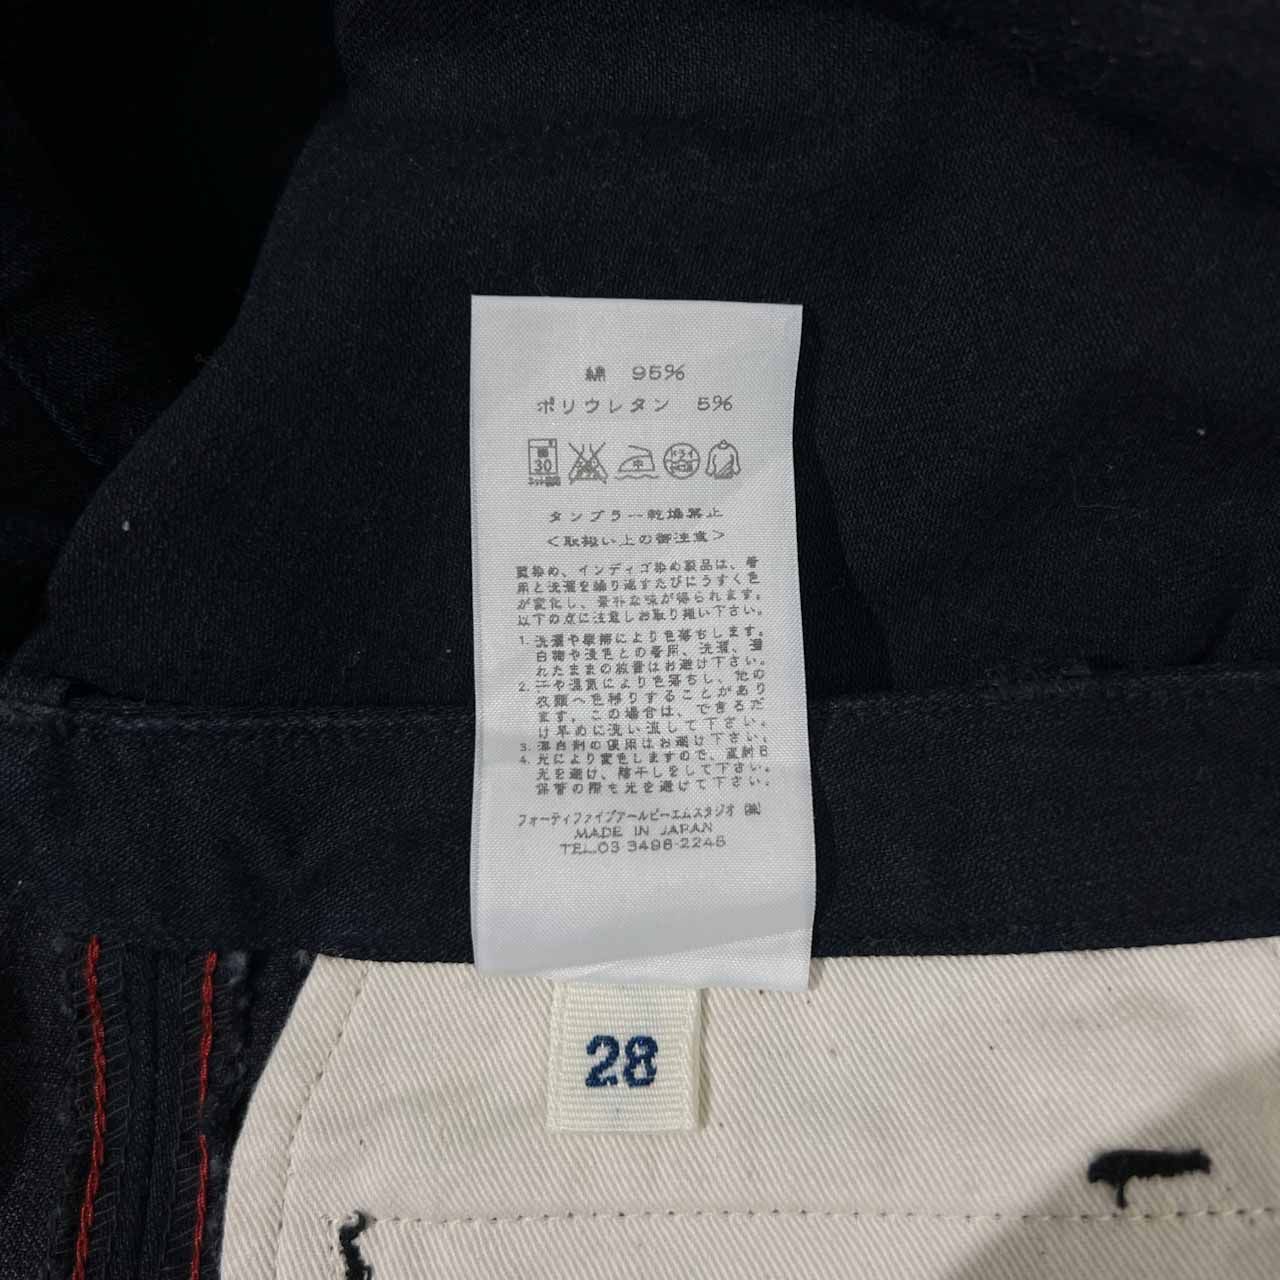 綿 95%
ポリウレタン 5%
30
中
ドライ
タンブラー乾燥禁止
<取扱い上の御注意>
藍染め、インディゴ染め製品は、着
用と洗濯を繰り返すたびにうすく色
が変化し、素朴な味が得られます。
以下の点に注意しお取り扱い下さい。
1. 洗濯や摩擦により色落ちします。
白物や淡色との着用、洗濯、濡
れたままの放置はお避け下さい。
2. 汗や湿気により色落ちし、他の
衣類へ色移りすることがあり
ます。この場合は、できるだ
け早めに洗い流して下さい。
3. 漂白剤の使用はお避け下さい。
4. 光により変色しますので、直射日
光を避け、陰干しをして下さい。
保管の際も光を避けて下さい。
フォーティファイブアールピーエムスタジオ ㈱
MADE IN JAPAN
TEL.03 3498-2248
28